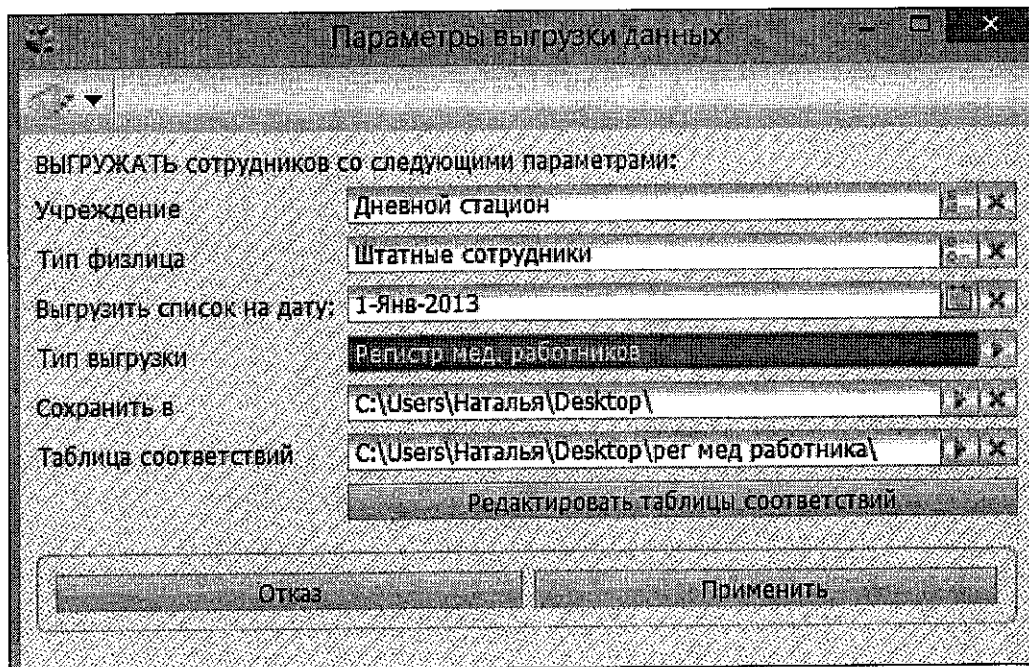 Параметры выгрузки данных
ВЫГРУЖАТЬ сотрудников со следующими параметрами:
Учреждение Дневной стацион
Тип физлица Штатные сотрудники
Выгрузить список на дату: 1-Янв-2013
Тип выгрузки Регистр мед. работников
Сохранить в C:\Users\Наталья\Desktop\
Таблица соответствий C:\Users\Наталья\Desktop\рег мед работника\
Редактировать таблицы соответствий
Отказ Применить